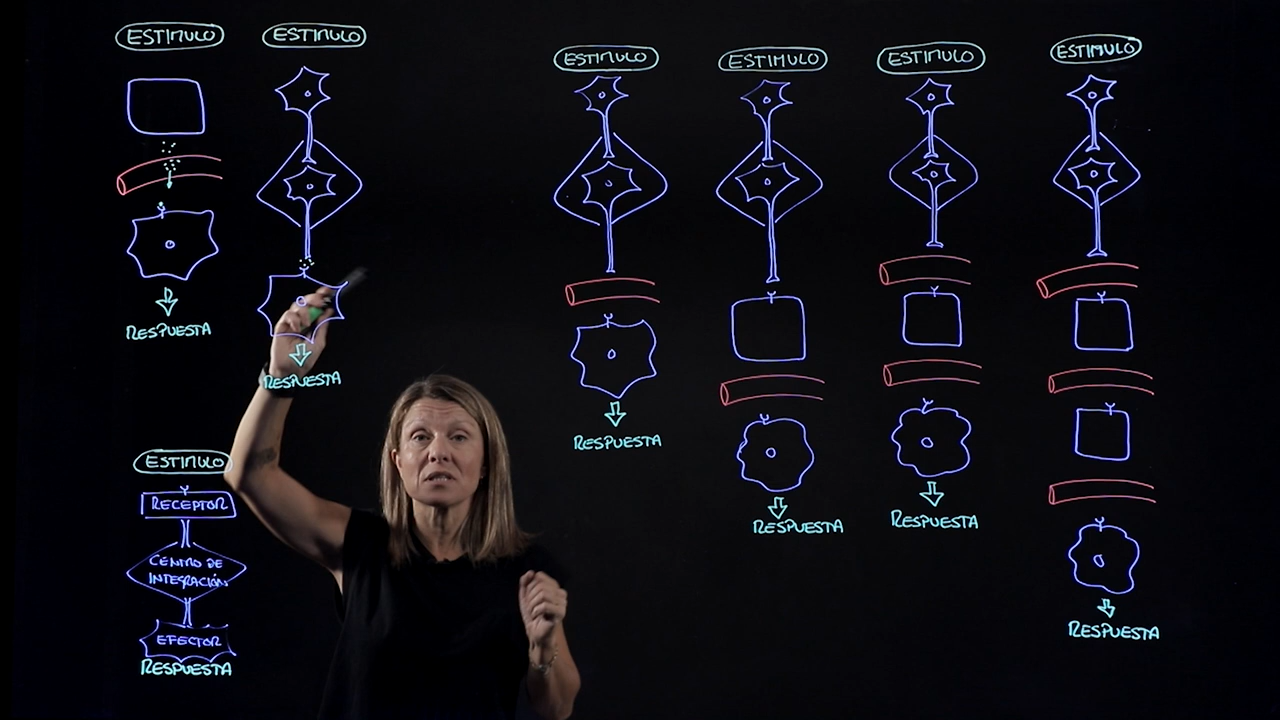 ESTIMULO
RESPUESTA
ESTIMULO
RESPUESTA
ESTIMULO
RECEPTOR
CENTRO DE
INTEGRACIÓN
EFECTOR
RESPUESTA
ESTIMULO
RESPUESTA
ESTIMULO
RESPUESTA
ESTIMULO
RESPUESTA
ESTIMULO
RESPUESTA